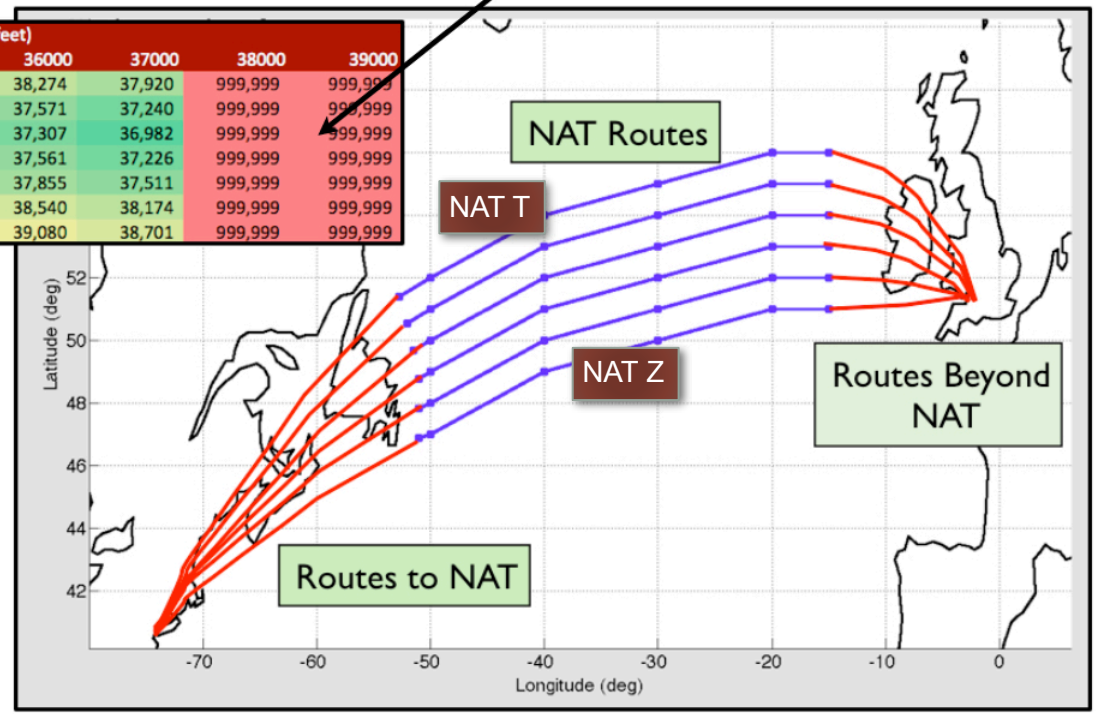 feet)
36000 37000 38000 39000
38,274 37,920 999,999 999,999
37,571 37,240 999,999 999,999
37,307 36,982 999,999 999,999
37,561 37,226 999,999 999,999
37,855 37,511 999,999 999,999
38,540 38,174 999,999 999,999
39,080 38,701 999,999 999,999
NAT Routes
NAT T
NAT Z
Routes Beyond
NAT
Routes to NAT
Latitude (deg)
52
50
48
46
44
42
-70 -60 -50 -40 -30 -20 -10 0
Longitude (deg)